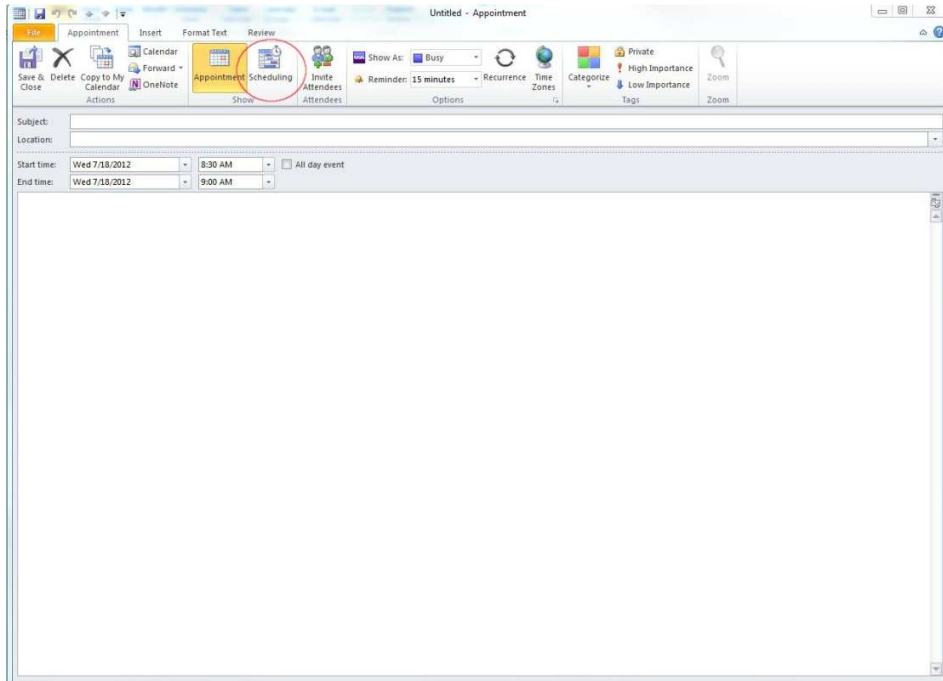 Untitled - Appointment
File Appointment Insert Format Text Review
Save & Close
Delete
Copy to My Calendar
Calendar
Forward
OneNote
Actions
Appointment
Scheduling
Show
Invite Attendees
Attendees
Show As: Busy
Reminder: 15 minutes
Recurrence
Time Zones
Options
Categorize
Private
High Importance
Low Importance
Tags
Zoom
Zoom
Subject:
Location:
Start time: Wed 7/18/2012 8:30 AM All day event
End time: Wed 7/18/2012 9:00 AM